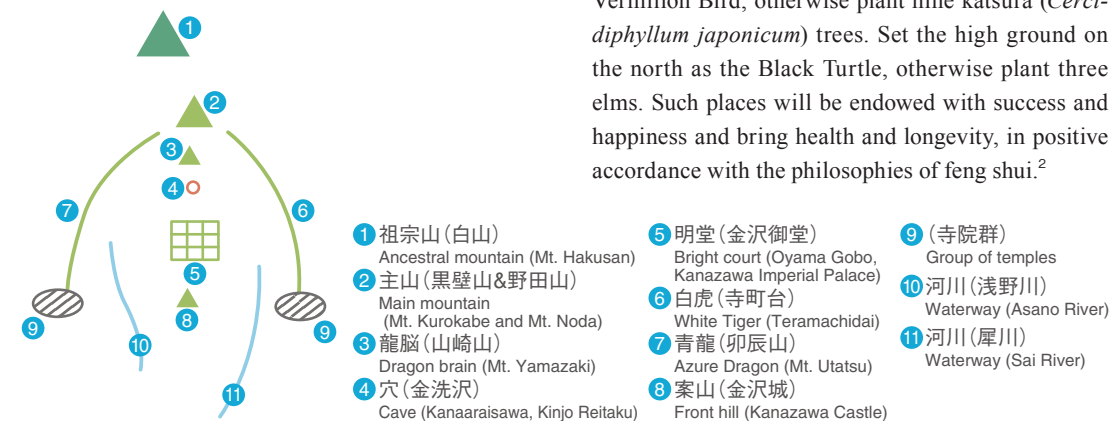 Vermilion Bird, otherwise plant nine katsura (Cerci-
diphyllum japonicum) trees. Set the high ground on
the north as the Black Turtle, otherwise plant three
elms. Such places will be endowed with success and
happiness and bring health and longevity, in positive
accordance with the philosophies of feng shui.2
1
2
3
4
7
6
5
8
9
9
10
11
1 祖宗山(白山)
Ancestral mountain (Mt. Hakusan)
2 主山(黒壁山&野田山)
Main mountain
(Mt. Kurokabe and Mt. Noda)
3 龍脳(山崎山)
Dragon brain (Mt. Yamazaki)
4 穴(金洗沢)
Cave (Kanaaraisawa, Kinjo Reitaku)
5 明堂(金沢御堂)
Bright court (Oyama Gobo,
Kanazawa Imperial Palace)
6 白虎(寺町台)
White Tiger (Teramachidai)
7 青龍(卯辰山)
Azure Dragon (Mt. Utatsu)
8 案山(金沢城)
Front hill (Kanazawa Castle)
9 (寺院群)
Group of temples
10 河川(浅野川)
Waterway (Asano River)
11 河川(犀川)
Waterway (Sai River)